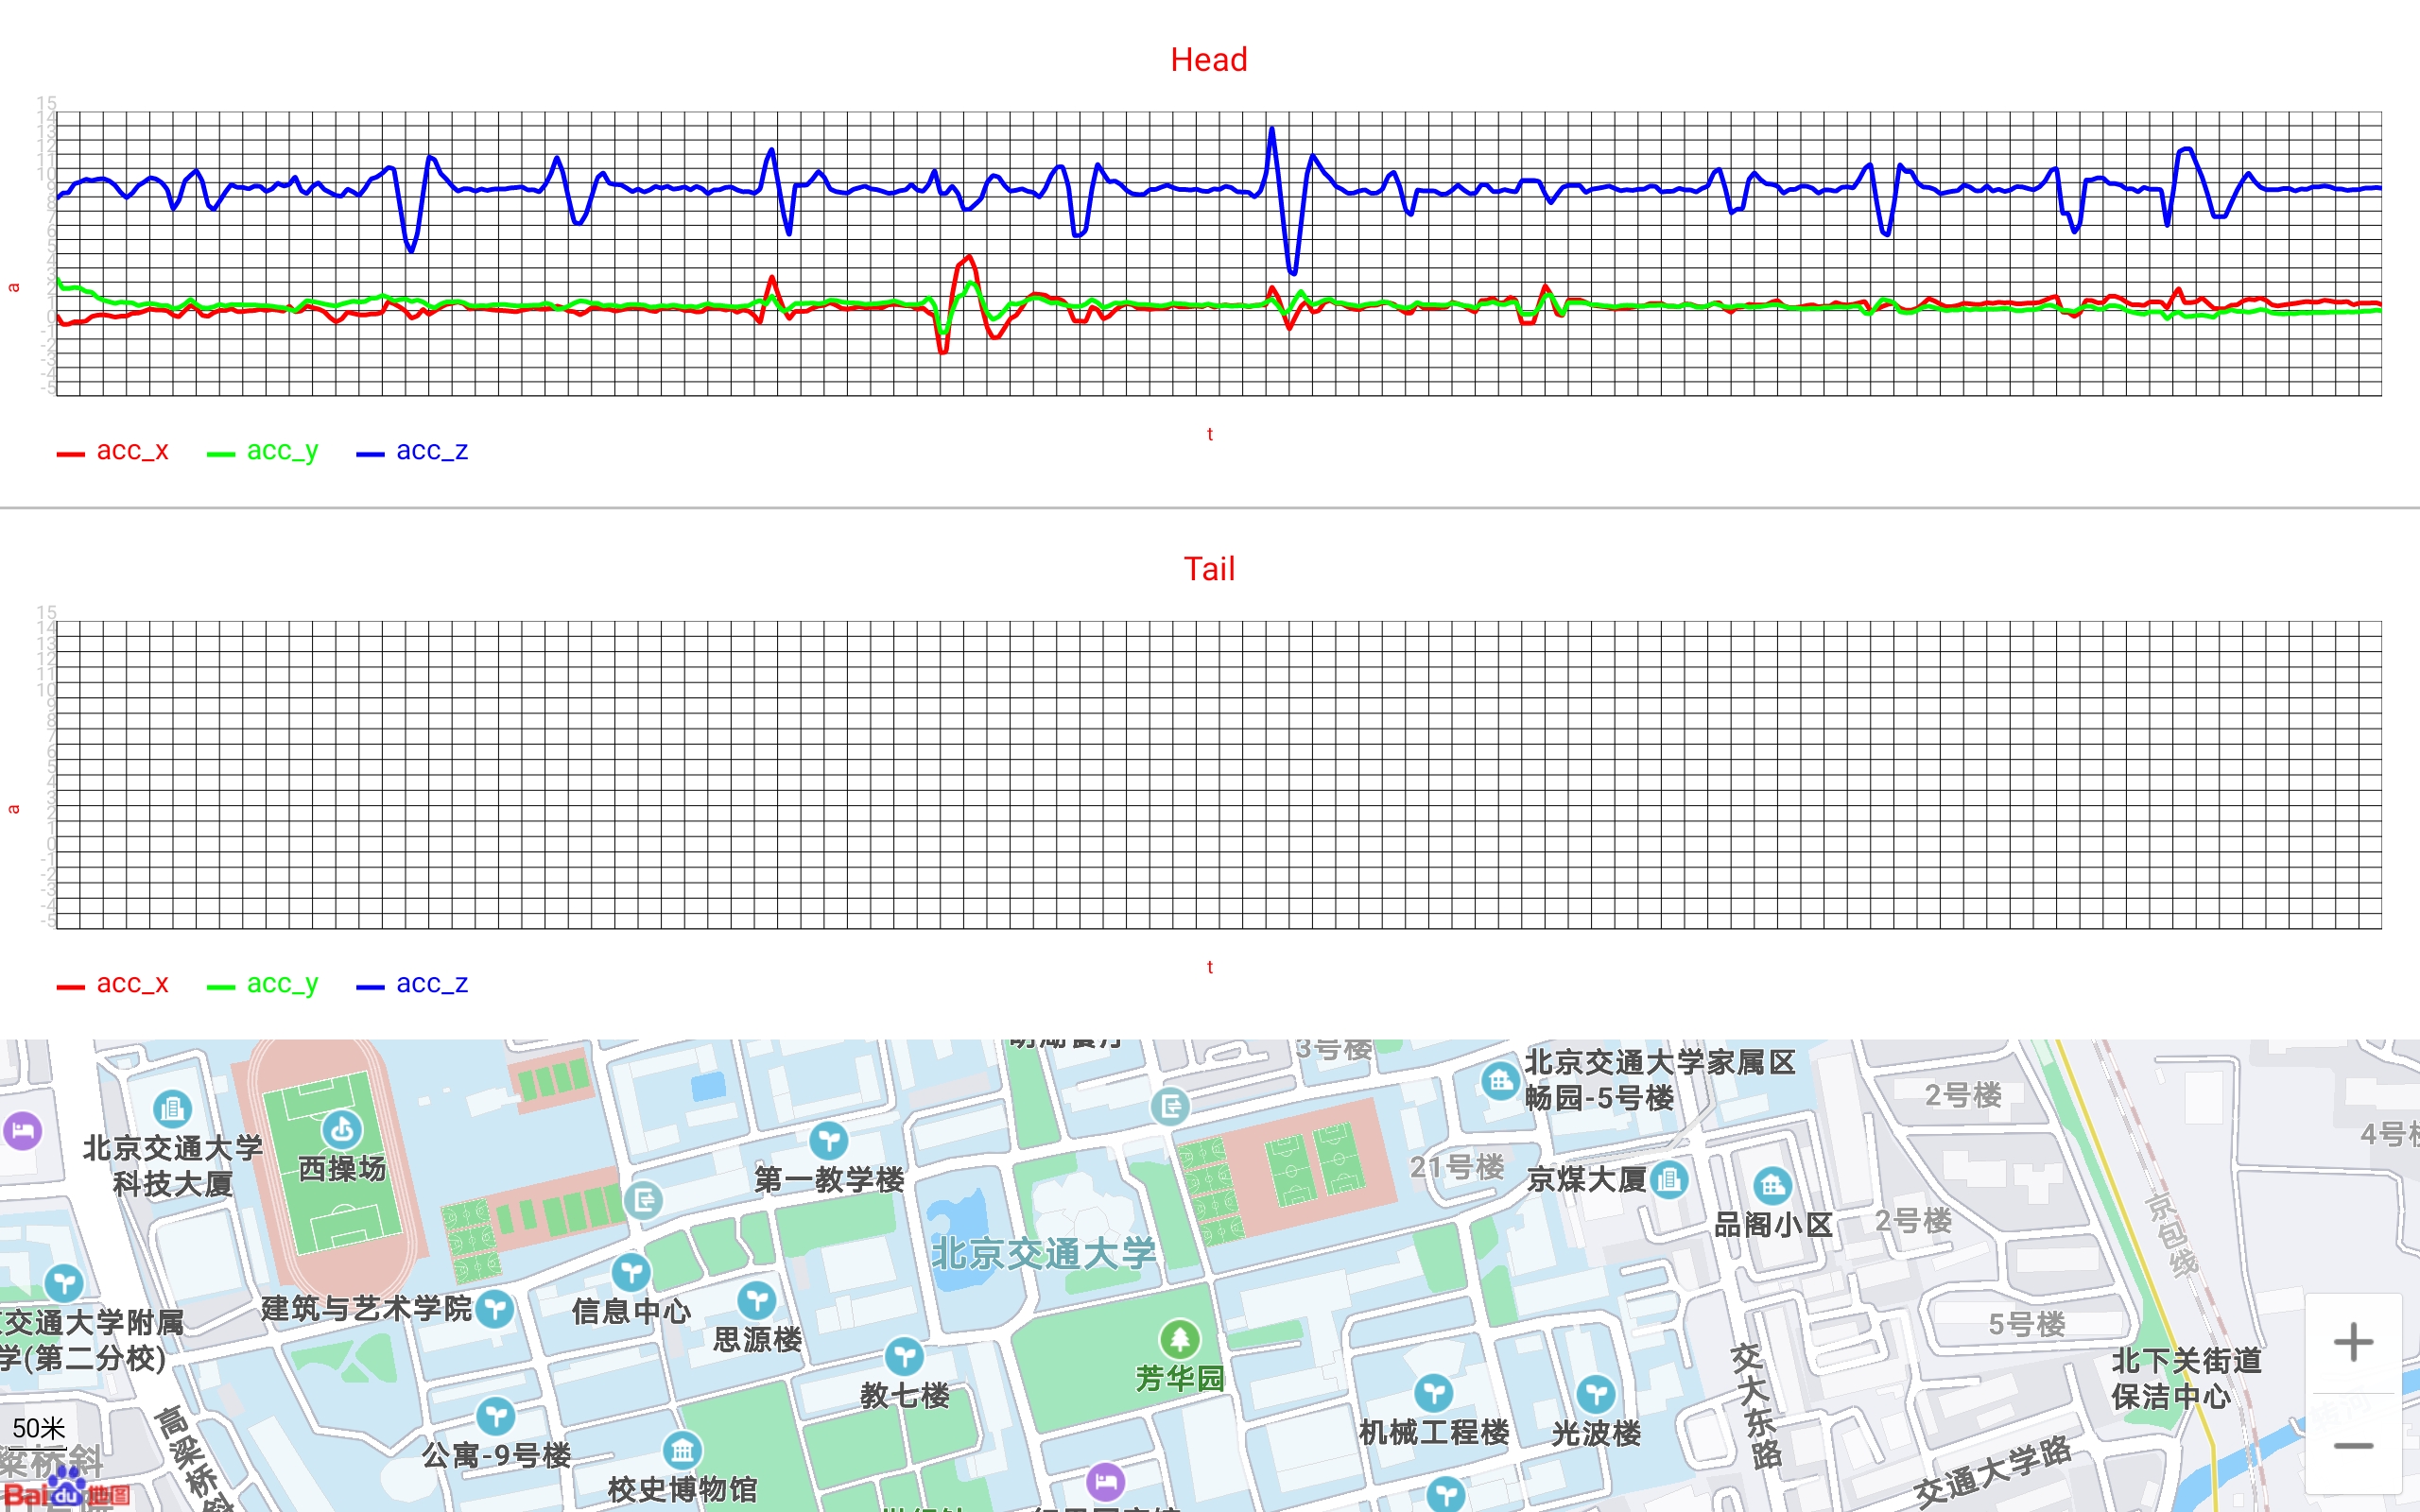 Head
15
14
13
12
11
10
9
8
7
6
5
4
3
2
1
0
-1
-2
-3
-4
-5
a
t
acc_x acc_y acc_z
Tail
15
14
13
12
11
10
9
8
7
6
5
4
3
2
1
0
-1
-2
-3
-4
-5
a
t
acc_x acc_y acc_z
3号楼
北京交通大学家属区
畅园-5号楼
2号楼
4号楼
北京交通大学
科技大厦
西操场
第一教学楼
21号楼
京煤大厦
品阁小区
2号楼
京包线
北京交通大学
建筑与艺术学院
信息中心
思源楼
交通大学附属
学(第二分校)
5号楼
教七楼
芳华园
北下关街道
保洁中心
交大东路
50米
高梁桥斜
梁桥斜
公寓-9号楼
校史博物馆
机械工程楼
光波楼
交通大学路
Bai du 地图